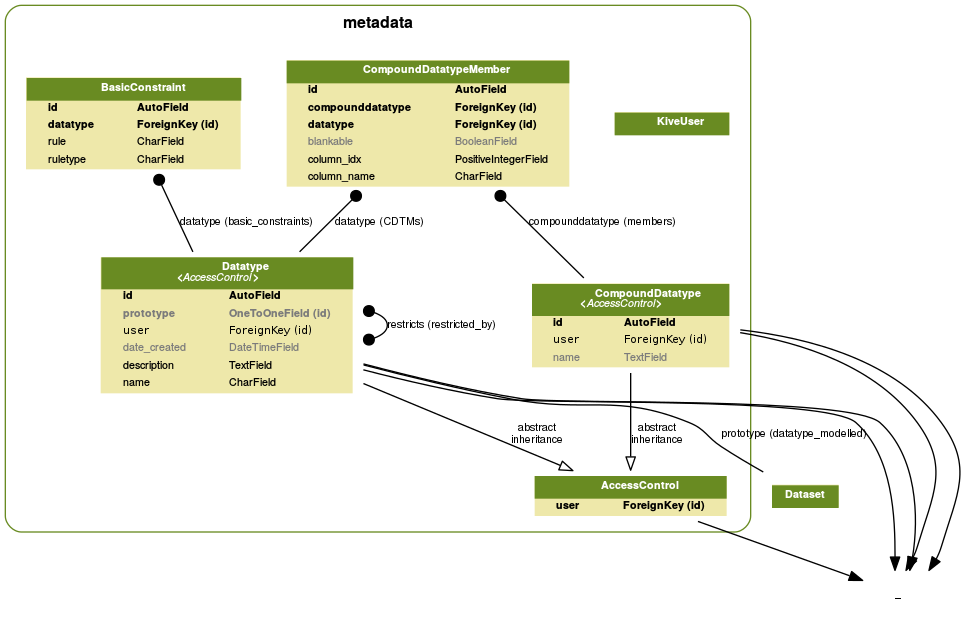 metadata
BasicConstraint
id AutoField
datatype ForeignKey (id)
rule CharField
ruletype CharField
CompoundDatatypeMember
id AutoField
compounddatatype ForeignKey (id)
datatype ForeignKey (id)
blankable BooleanField
column_idx PositiveIntegerField
column_name CharField
KiveUser
datatype (basic_constraints)
datatype (CDTMs)
compounddatatype (members)
Datatype
<AccessControl>
id AutoField
prototype OneToOneField (id)
user ForeignKey (id)
date_created DateTimeField
description TextField
name CharField
restricts (restricted_by)
CompoundDatatype
<AccessControl>
id AutoField
user ForeignKey (id)
name TextField
abstract
inheritance
abstract
inheritance
prototype (datatype_modelled)
AccessControl
user ForeignKey (id)
Dataset
_